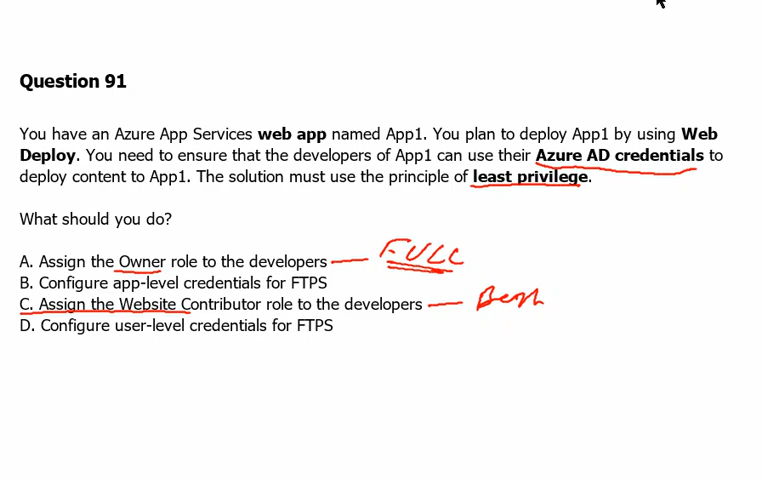 Question 91
You have an Azure App Services web app named App1. You plan to deploy App1 by using Web
Deploy. You need to ensure that the developers of App1 can use their Azure AD credentials to
deploy content to App1. The solution must use the principle of least privilege.
What should you do?
A. Assign the Owner role to the developers FULL
B. Configure app-level credentials for FTPS
C. Assign the Website Contributor role to the developers
D. Configure user-level credentials for FTPS